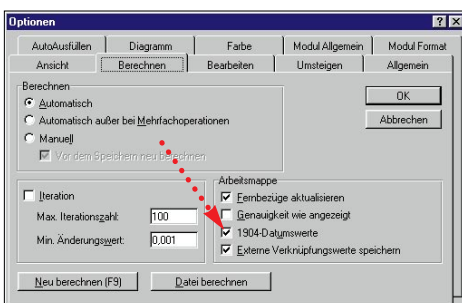 Optionen
AutoAusfüllen Diagramm Farbe Modul Allgemein Modul Format
Ansicht Berechnen Bearbeiten Umsteigen Allgemein
Berechnen
Automatisch
Automatisch außer bei Mehrfachoperationen
Manuell
Vor dem Speichern neu berechnen
OK
Abbrechen
Iteration
Max. Iterationszahl: 100
Min. Änderungswert: 0,001
Arbeitsmappe
Fernbezüge aktualisieren
Genauigkeit wie angezeigt
1904-Datumswerte
Externe Verknüpfungswerte speichern
Neu berechnen (F9) Datei berechnen